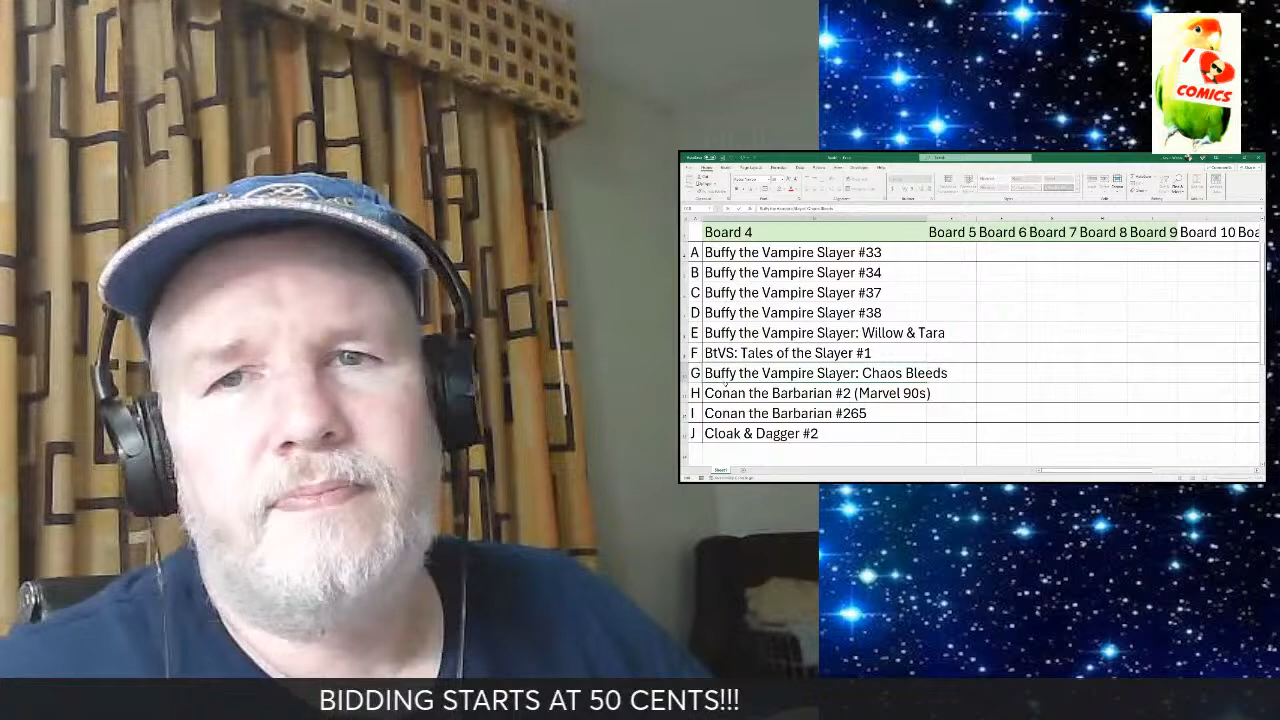 COMICS
Board 4 Board 5 Board 6 Board 7 Board 8 Board 9 Board 10 Boa
A Buffy the Vampire Slayer #33
B Buffy the Vampire Slayer #34
C Buffy the Vampire Slayer #37
D Buffy the Vampire Slayer #38
E Buffy the Vampire Slayer: Willow & Tara
F BtVS: Tales of the Slayer #1
G Buffy the Vampire Slayer: Chaos Bleeds
H Conan the Barbarian #2 (Marvel 90s)
I Conan the Barbarian #265
J Cloak & Dagger #2
BIDDING STARTS AT 50 CENTS!!!